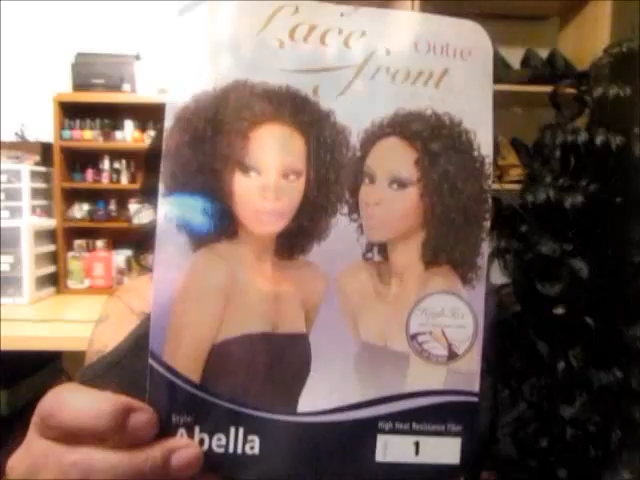 Lace
Outre
Front
Style:
Abella
High Heat Resistance Fiber
1